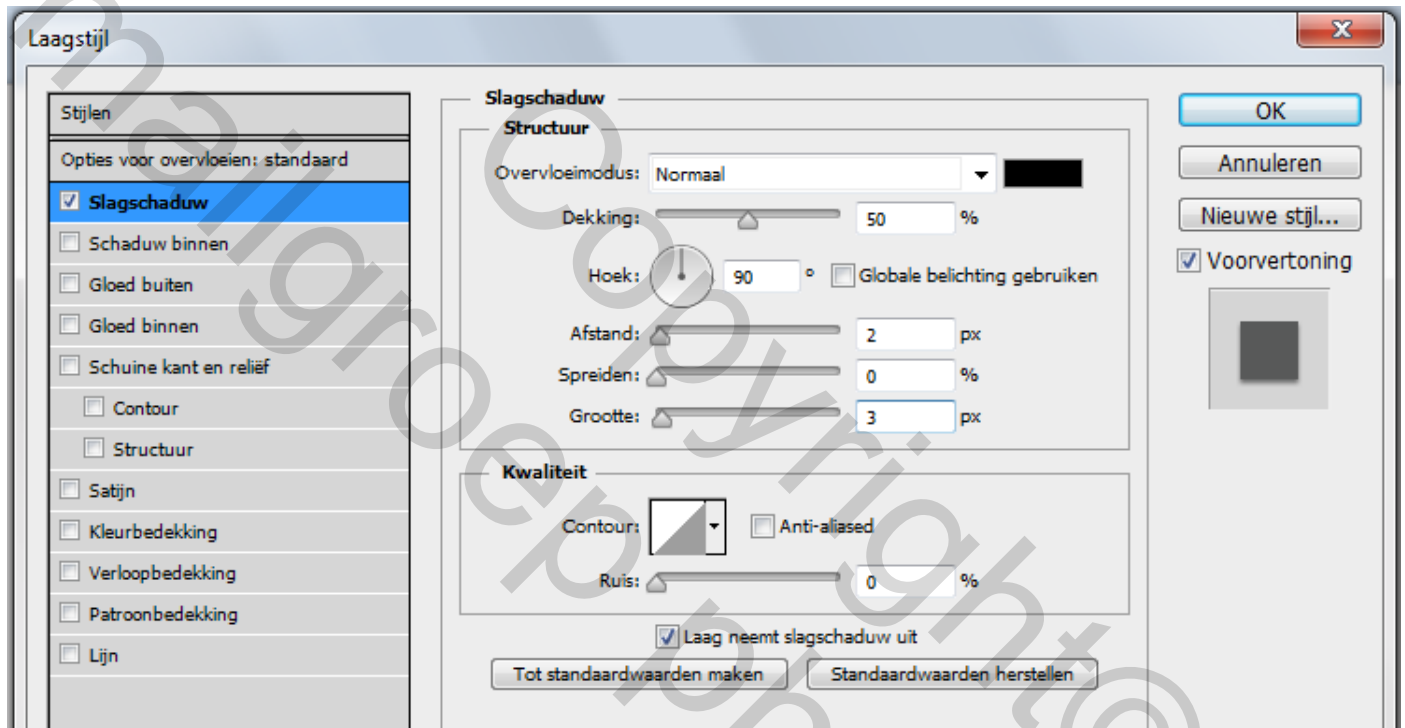 Laagstijl
Stijlen
Opties voor overvloeien: standaard
Slagschaduw
Schaduw binnen
Gloed buiten
Gloed binnen
Schuine kant en reliëf
Contour
Structuur
Satijn
Kleurbedekking
Verloopbedekking
Patroonbedekking
Lijn
Slagschaduw
Structuur
Overvloeimodus: Normaal
Dekking: 50 %
Hoek: 90 ° Globale belichting gebruiken
Afstand: 2 px
Spreiden: 0 %
Grootte: 3 px
Kwaliteit
Contour: Anti-aliased
Ruis: 0 %
Laag neemt slagschaduw uit
Tot standaardwaarden maken Standaardwaarden herstellen
OK
Annuleren
Nieuwe stijl...
Voorvertoning
Copyright©